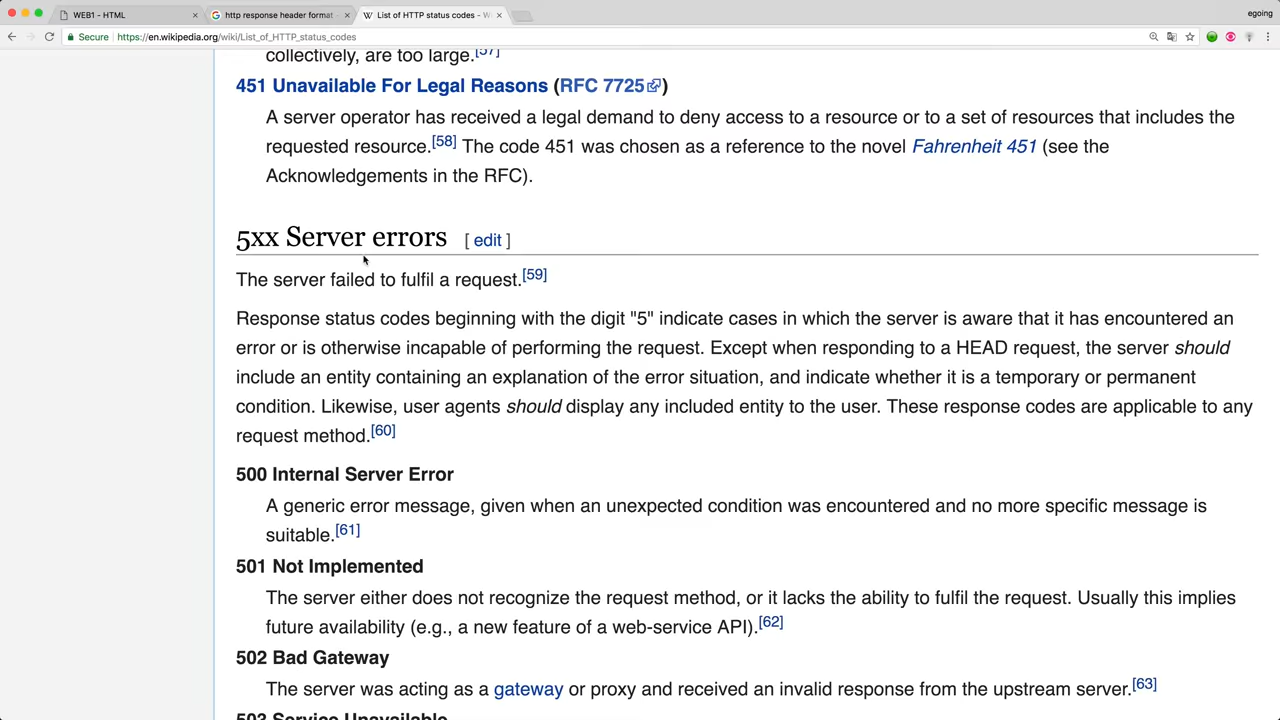 WEB1 - HTML
http response header format -
List of HTTP status codes - W
egoing
Secure
https://en.wikipedia.org/wiki/List_of_HTTP_status_codes
collectively, are too large.[57]
451 Unavailable For Legal Reasons (RFC 7725)
A server operator has received a legal demand to deny access to a resource or to a set of resources that includes the
requested resource.[58] The code 451 was chosen as a reference to the novel Fahrenheit 451 (see the
Acknowledgements in the RFC).
5xx Server errors [ edit ]
The server failed to fulfil a request.[59]
Response status codes beginning with the digit "5" indicate cases in which the server is aware that it has encountered an
error or is otherwise incapable of performing the request. Except when responding to a HEAD request, the server should
include an entity containing an explanation of the error situation, and indicate whether it is a temporary or permanent
condition. Likewise, user agents should display any included entity to the user. These response codes are applicable to any
request method.[60]
500 Internal Server Error
A generic error message, given when an unexpected condition was encountered and no more specific message is
suitable.[61]
501 Not Implemented
The server either does not recognize the request method, or it lacks the ability to fulfil the request. Usually this implies
future availability (e.g., a new feature of a web-service API).[62]
502 Bad Gateway
The server was acting as a gateway or proxy and received an invalid response from the upstream server.[63]
503 Service Unavailable